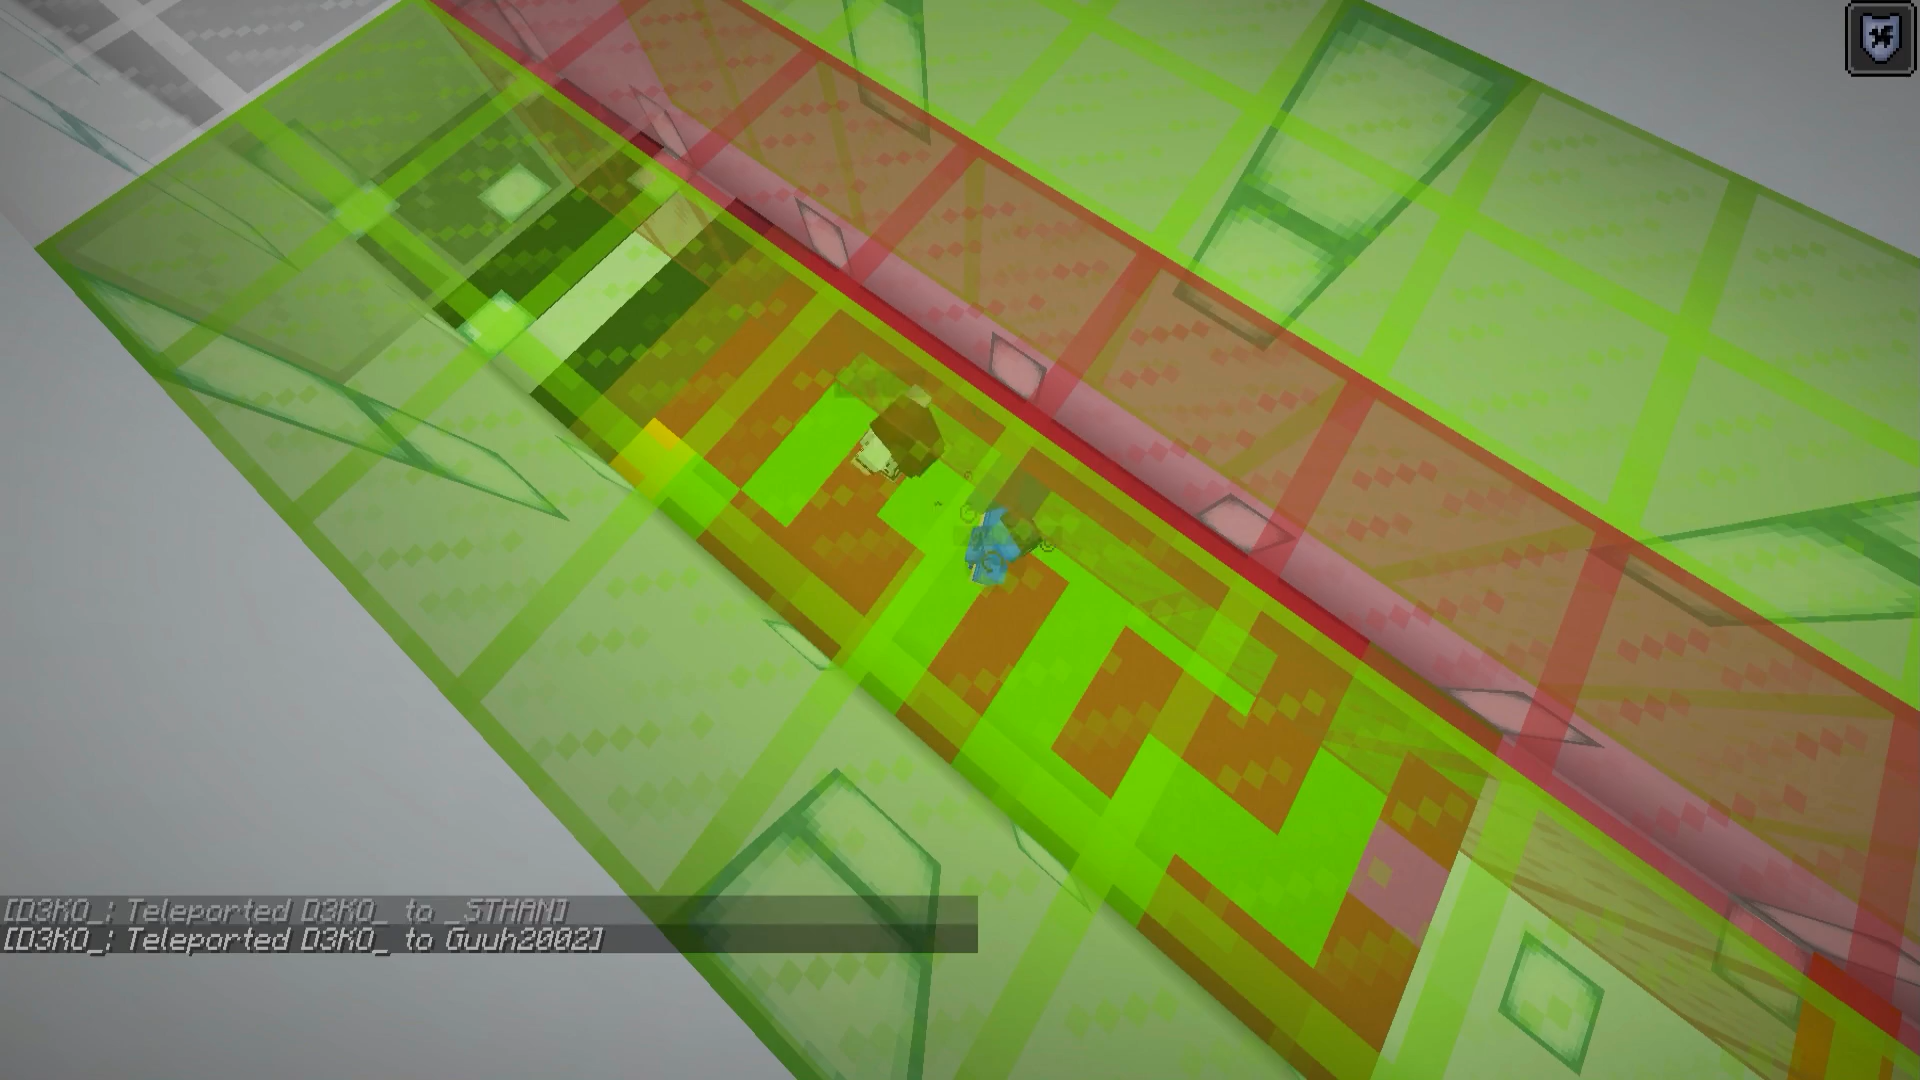 [D3KO_: Teleported D3KO_ to _STHAN]
[D3KO_: Teleported D3KO_ to Guuh2002]